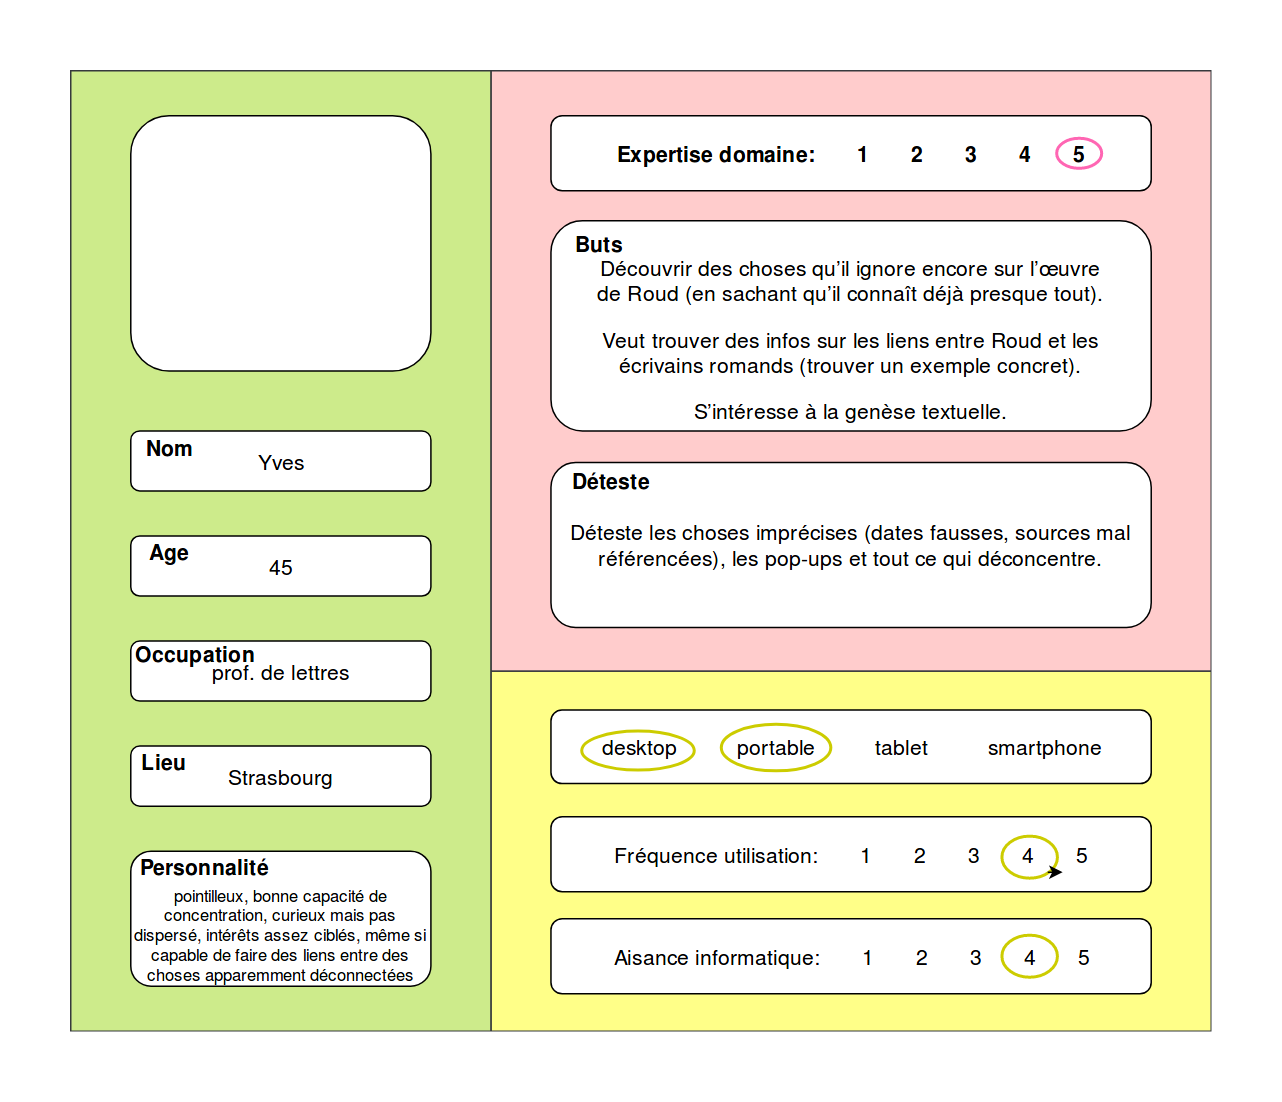 Nom
Yves
Age
45
Occupation
prof. de lettres
Lieu
Strasbourg
Personnalité
pointilleux, bonne capacité de
concentration, curieux mais pas
dispersé, intérêts assez ciblés, même si
capable de faire des liens entre des
choses apparemment déconnectées
Expertise domaine: 1 2 3 4 5
Buts
Découvrir des choses qu’il ignore encore sur l’œuvre
de Roud (en sachant qu’il connaît déjà presque tout).
Veut trouver des infos sur les liens entre Roud et les
écrivains romands (trouver un exemple concret).
S’intéresse à la genèse textuelle.
Déteste
Déteste les choses imprécises (dates fausses, sources mal
référencées), les pop-ups et tout ce qui déconcentre.
desktop portable tablet smartphone
Fréquence utilisation: 1 2 3 4 5
Aisance informatique: 1 2 3 4 5